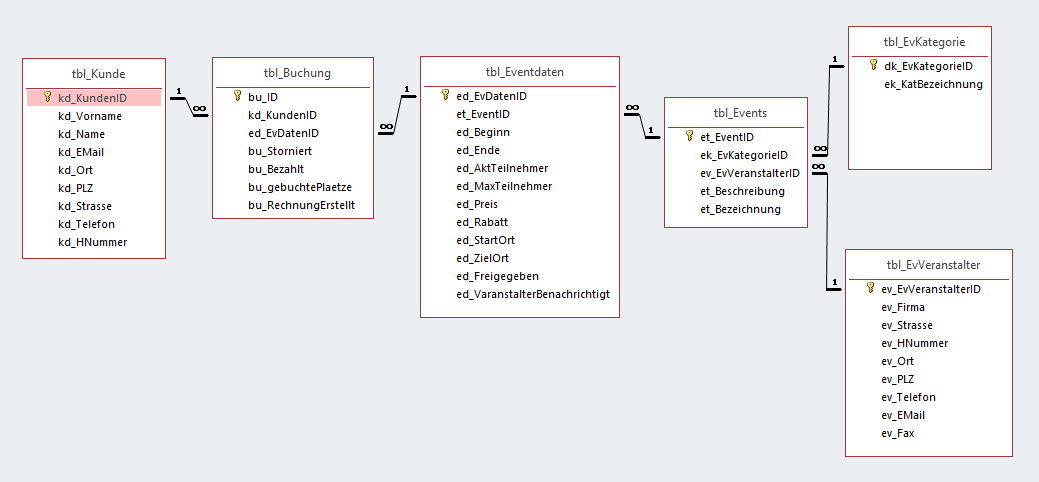 tbl_Kunde
kd_KundenID
kd_Vorname
kd_Name
kd_EMail
kd_Ort
kd_PLZ
kd_Strasse
kd_Telefon
kd_HNummer
1
∞
tbl_Buchung
bu_ID
kd_KundenID
ed_EvDatenID
bu_Storniert
bu_Bezahlt
bu_gebuchtePlaetze
bu_RechnungErstellt
∞
1
tbl_Eventdaten
ed_EvDatenID
et_EventID
ed_Beginn
ed_Ende
ed_AktTeilnehmer
ed_MaxTeilnehmer
ed_Preis
ed_Rabatt
ed_StartOrt
ed_ZielOrt
ed_Freigegeben
ed_VaranstalterBenachrichtigt
∞
1
tbl_Events
et_EventID
ek_EvKategorieID
ev_EvVeranstalterID
et_Beschreibung
et_Bezeichnung
1
∞
∞
1
tbl_EvKategorie
dk_EvKategorieID
ek_KatBezeichnung
tbl_EvVeranstalter
ev_EvVeranstalterID
ev_Firma
ev_Strasse
ev_HNummer
ev_Ort
ev_PLZ
ev_Telefon
ev_EMail
ev_Fax